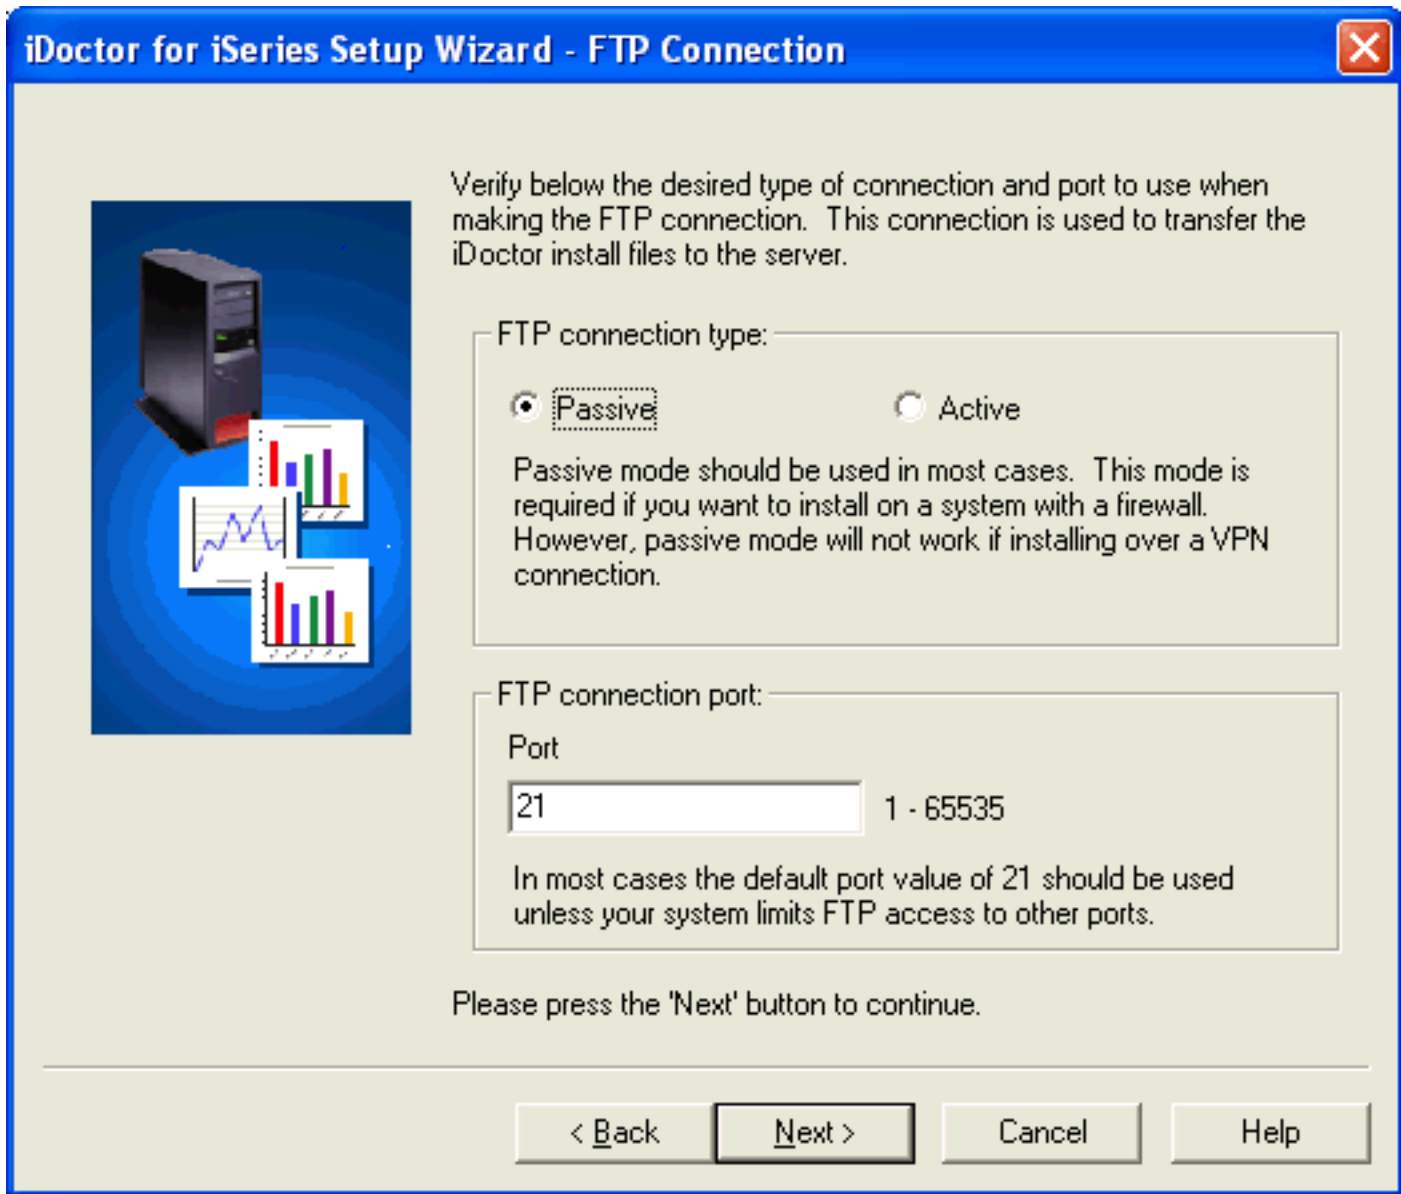 iDoctor for iSeries Setup Wizard - FTP Connection
Verify below the desired type of connection and port to use when
making the FTP connection.  This connection is used to transfer the
iDoctor install files to the server.
FTP connection type:
Passive
Active
Passive mode should be used in most cases.  This mode is
required if you want to install on a system with a firewall.
However, passive mode will not work if installing over a VPN
connection.
FTP connection port:
Port
21
1 - 65535
In most cases the default port value of 21 should be used
unless your system limits FTP access to other ports.
Please press the 'Next' button to continue.
< Back
Next >
Cancel
Help